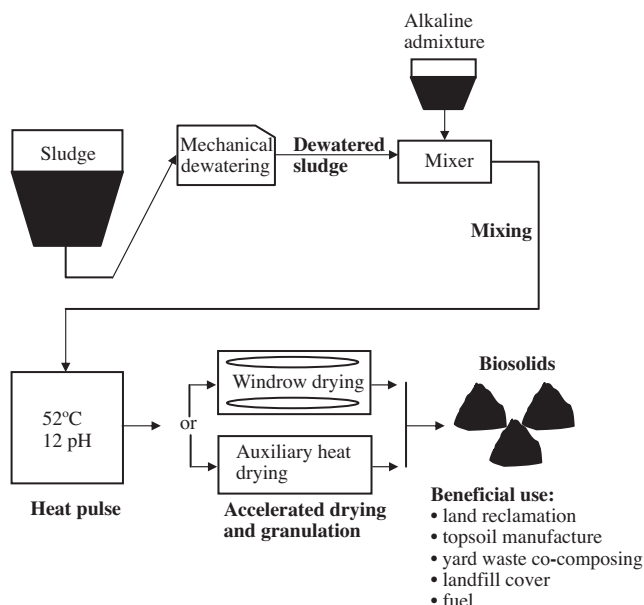 Alkaline
admixture
Sludge
Mechanical
dewatering
Dewatered
sludge
Mixer
Mixing
52ºC
12 pH
Heat pulse
or
Windrow drying
Auxiliary heat
drying
Accelerated drying
and granulation
Biosolids
Beneficial use:
• land reclamation
• topsoil manufacture
• yard waste co-composing
• landfill cover
• fuel